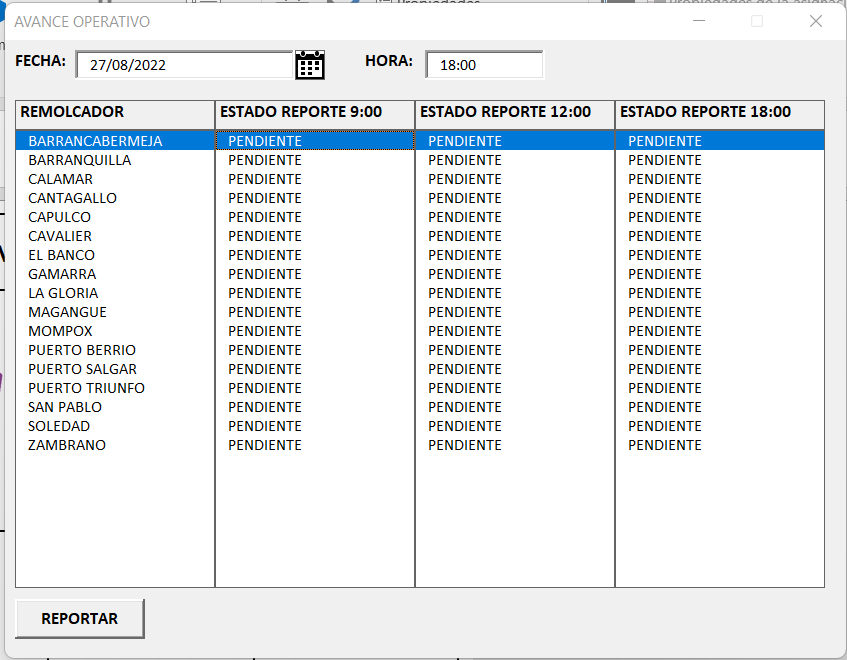 AVANCE OPERATIVO
FECHA: 27/08/2022 HORA: 18:00
REMOLCADOR ESTADO REPORTE 9:00 ESTADO REPORTE 12:00 ESTADO REPORTE 18:00
BARRANCABERMEJA PENDIENTE PENDIENTE PENDIENTE
BARRANQUILLA PENDIENTE PENDIENTE PENDIENTE
CALAMAR PENDIENTE PENDIENTE PENDIENTE
CANTAGALLO PENDIENTE PENDIENTE PENDIENTE
CAPULCO PENDIENTE PENDIENTE PENDIENTE
CAVALIER PENDIENTE PENDIENTE PENDIENTE
EL BANCO PENDIENTE PENDIENTE PENDIENTE
GAMARRA PENDIENTE PENDIENTE PENDIENTE
LA GLORIA PENDIENTE PENDIENTE PENDIENTE
MAGANGUE PENDIENTE PENDIENTE PENDIENTE
MOMPOX PENDIENTE PENDIENTE PENDIENTE
PUERTO BERRIO PENDIENTE PENDIENTE PENDIENTE
PUERTO SALGAR PENDIENTE PENDIENTE PENDIENTE
PUERTO TRIUNFO PENDIENTE PENDIENTE PENDIENTE
SAN PABLO PENDIENTE PENDIENTE PENDIENTE
SOLEDAD PENDIENTE PENDIENTE PENDIENTE
ZAMBRANO PENDIENTE PENDIENTE PENDIENTE
REPORTAR